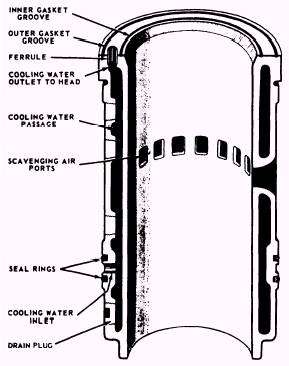 INNER GASKET
GROOVE
OUTER GASKET
GROOVE
FERRULE
COOLING WATER
OUTLET TO HEAD
COOLING WATER
PASSAGE
SCAVENGING AIR
PORTS
SEAL RINGS
COOLING WATER
INLET
DRAIN PLUG